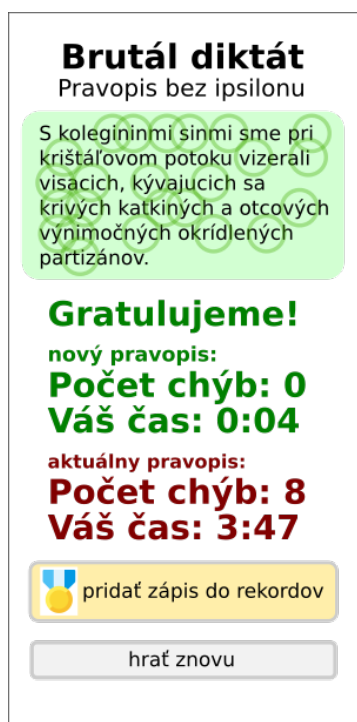 Brutál diktát
Pravopis bez ipsilonu
S kolegininmi sinmi sme pri
krištáľovom potoku vizerali
visacich, kývajucich sa
krivých katkiných a otcových
výnimočných okrídlených
partizánov.
Gratulujeme!
nový pravopis:
Počet chýb: 0
Váš čas: 0:04
aktuálny pravopis:
Počet chýb: 8
Váš čas: 3:47
pridať zápis do rekordov
hrať znovu